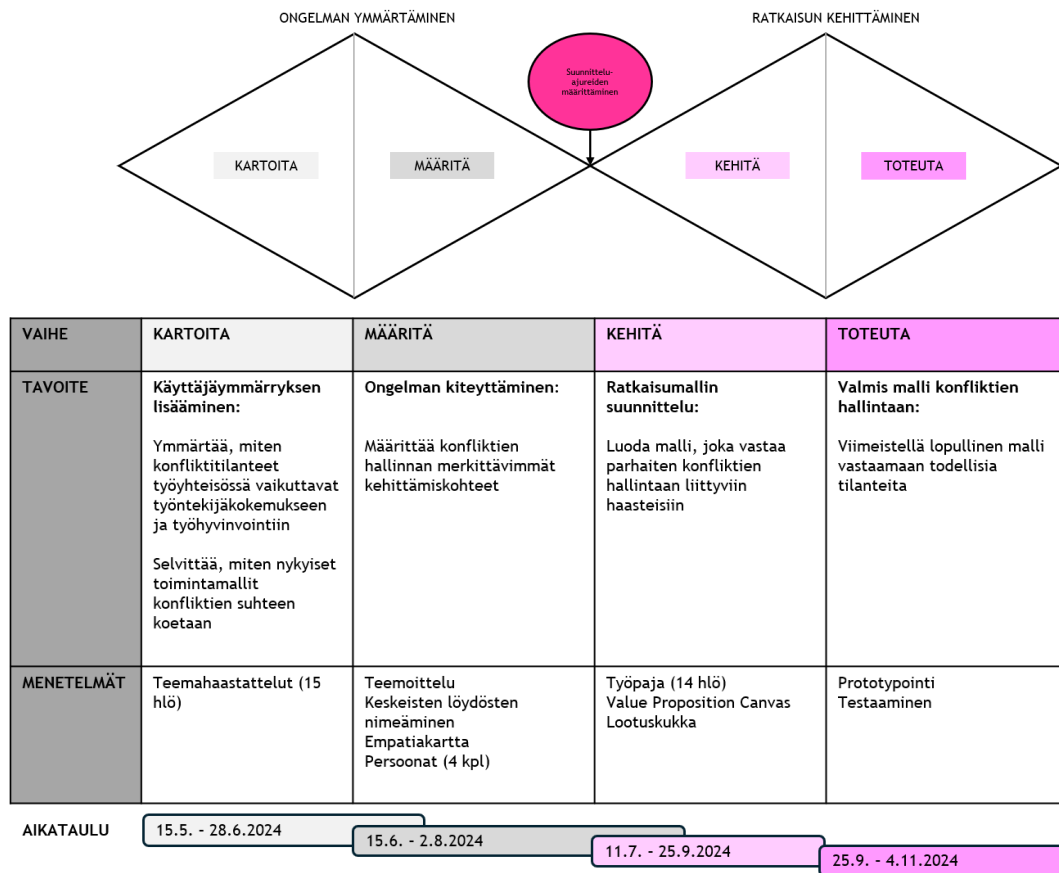 ONGELMAN YMMÄRTÄMINEN
RATKAISUN KEHITTÄMINEN
Suunnittelu-
ajureiden
määrittäminen
KARTOITA
MÄÄRITÄ
KEHITÄ
TOTEUTA
VAIHE
KARTOITA
MÄÄRITÄ
KEHITÄ
TOTEUTA
TAVOITE
Käyttäjäymmärryksen
lisääminen:
Ymmärtää, miten
konfliktitilanteet
työyhteisössä vaikuttavat
työntekijäkokemukseen
ja työhyvinvointiin
Selvittää, miten nykyiset
toimintamallit
konfliktien suhteen
koetaan
Ongelman kiteyttäminen:
Määrittää konfliktien
hallinnan merkittävimmät
kehittämiskohteet
Ratkaisumallin
suunnittelu:
Luoda malli, joka vastaa
parhaiten konfliktien
hallintaan liittyviin
haasteisiin
Valmis malli konfliktien
hallintaan:
Viimeistellä lopullinen malli
vastaamaan todellisia
tilanteita
MENETELMÄT
Teemahaastattelut (15
hlö)
Teemoittelu
Keskeisten löydösten
nimeäminen
Empatiakartta
Persoonat (4 kpl)
Työpaja (14 hlö)
Value Proposition Canvas
Lootuskukka
Prototypointi
Testaaminen
AIKATAULU
15.5. - 28.6.2024
15.6. - 2.8.2024
11.7. - 25.9.2024
25.9. - 4.11.2024